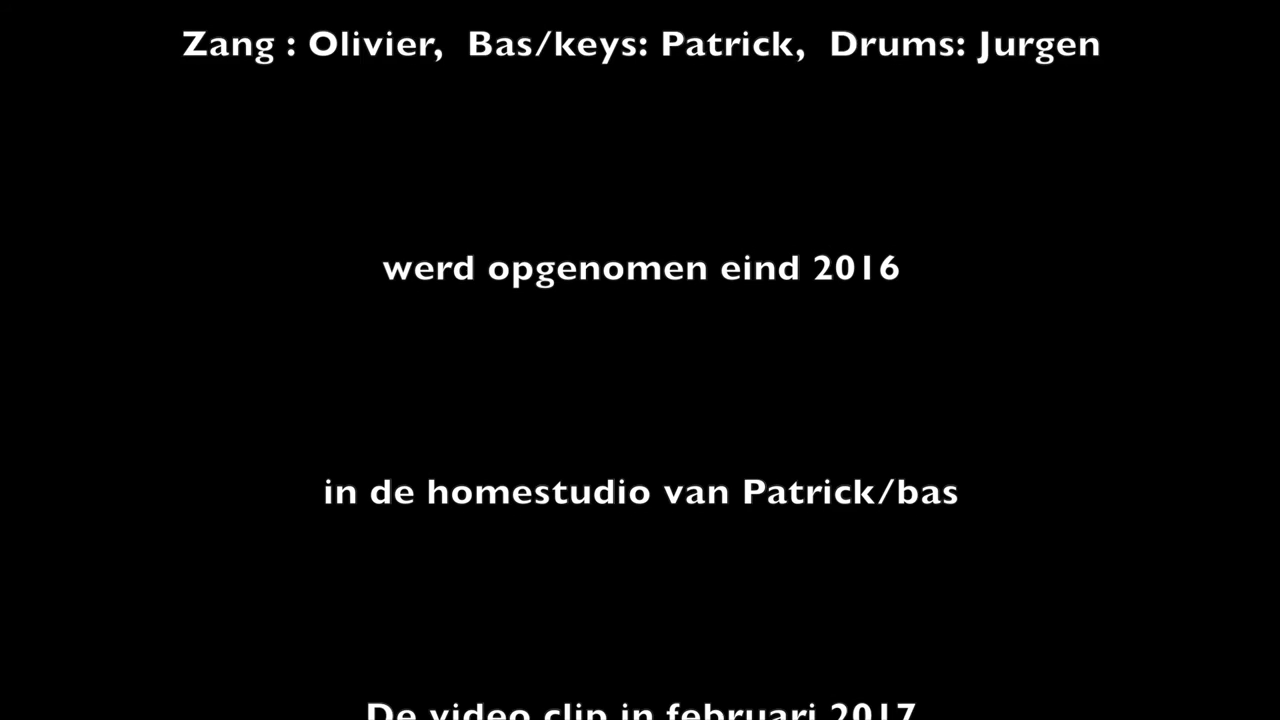 Zang : Olivier,  Bas/keys: Patrick,  Drums: Jurgen
werd opgenomen eind 2016
in de homestudio van Patrick/bas
De video clip in februari 2017